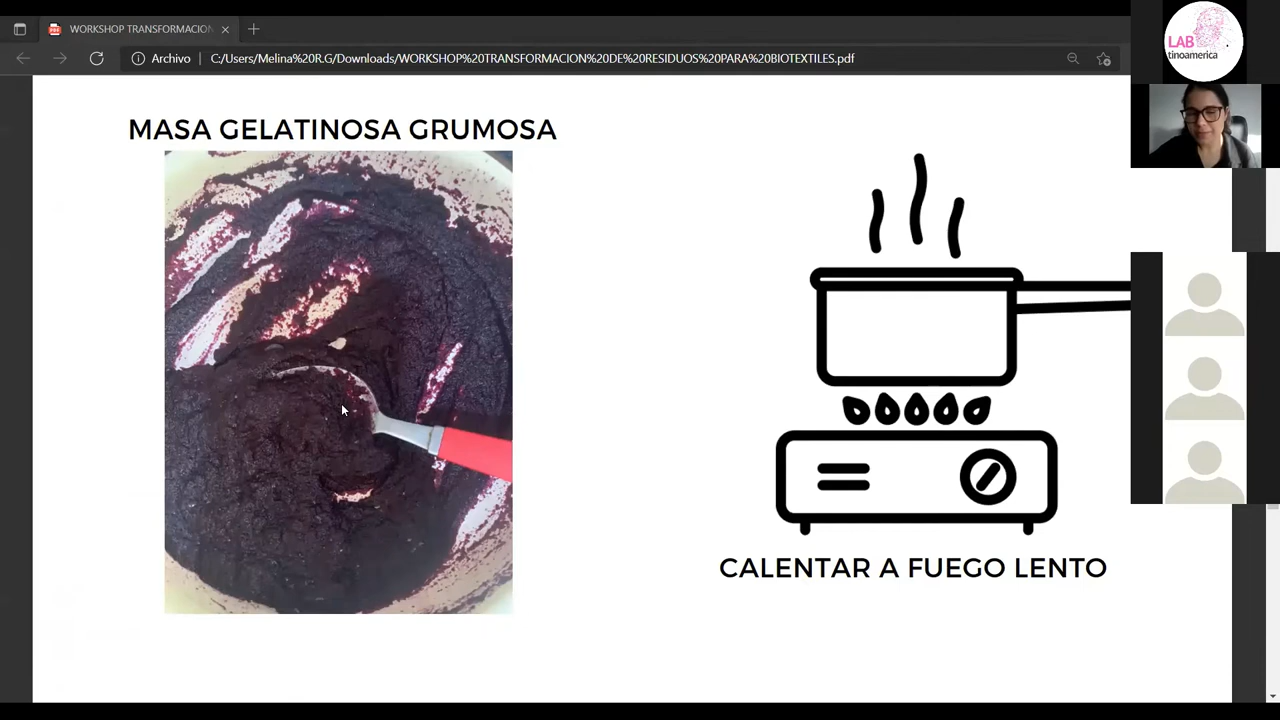 WORKSHOP TRANSFORMACION
Archivo
C:/Users/Melina%20R.G/Downloads/WORKSHOP%20TRANSFORMACION%20DE%20RESIDUOS%20PARA%20BIOTEXTILES.pdf
LAB
tinoamerica
MASA GELATINOSA GRUMOSA
CALENTAR A FUEGO LENTO